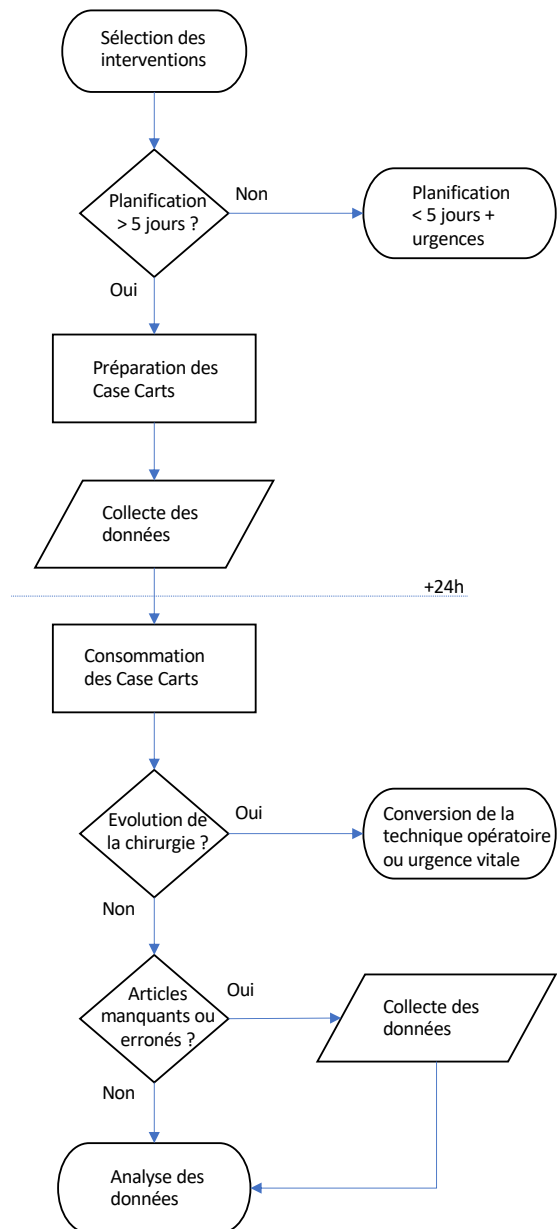 Sélection des
interventions
Planification
> 5 jours ?
Non
Planification
< 5 jours +
urgences
Oui
Préparation des
Case Carts
Collecte des
données
+24h
Consommation
des Case Carts
Evolution de
la chirurgie ?
Oui
Conversion de la
technique opératoire
ou urgence vitale
Non
Articles
manquants ou
erronés ?
Oui
Collecte des
données
Non
Analyse des
données